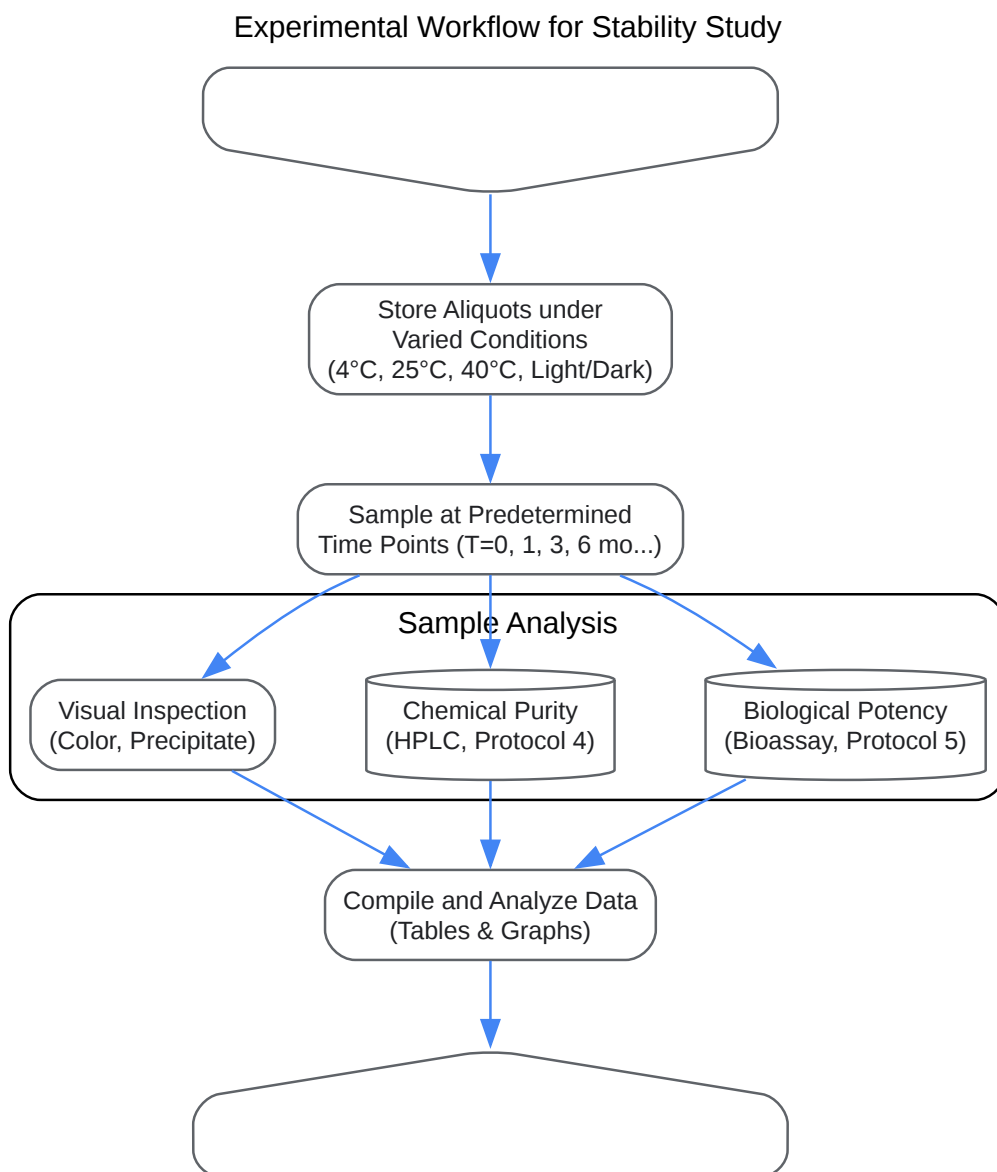 Experimental Workflow for Stability Study
Store Aliquots under
Varied Conditions
(4°C, 25°C, 40°C, Light/Dark)
Sample at Predetermined
Time Points (T=0, 1, 3, 6 mo...)
Sample Analysis
Visual Inspection
(Color, Precipitate)
Chemical Purity
(HPLC, Protocol 4)
Biological Potency
(Bioassay, Protocol 5)
Compile and Analyze Data
(Tables & Graphs)